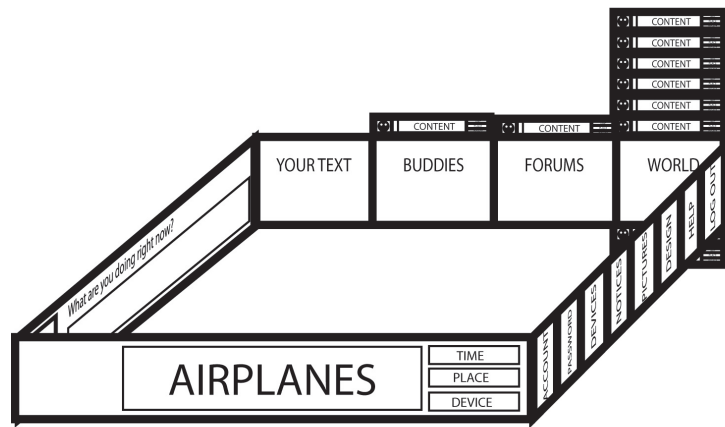 CONTENT
CONTENT
CONTENT
CONTENT
CONTENT
CONTENT CONTENT CONTENT
YOUR TEXT BUDDIES FORUMS WORLD
What are you doing right now?
LOG OUT
HELP
DESIGN
PICTURES
NOTICES
DEVICES
PASSWORD
ACCOUNT
AIRPLANES
TIME
PLACE
DEVICE